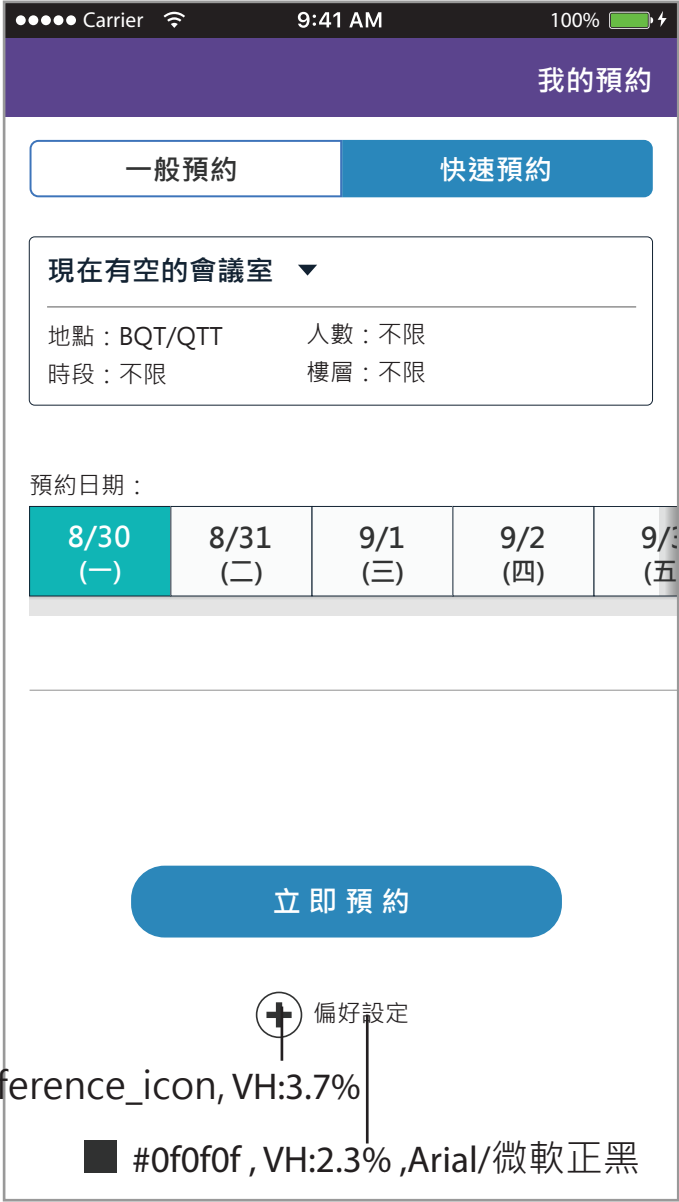 Carrier 9:41 AM 100%
我的預約
一般預約 快速預約
現在有空的會議室
地點：BQT/QTT 人數：不限
時段：不限 樓層：不限
預約日期：
8/30 8/31 9/1 9/2 9/3
(一) (二) (三) (四) (五
立即預約
偏好設定
ference_icon, VH:3.7%
#0f0f0f , VH:2.3% ,Arial/微軟正黑